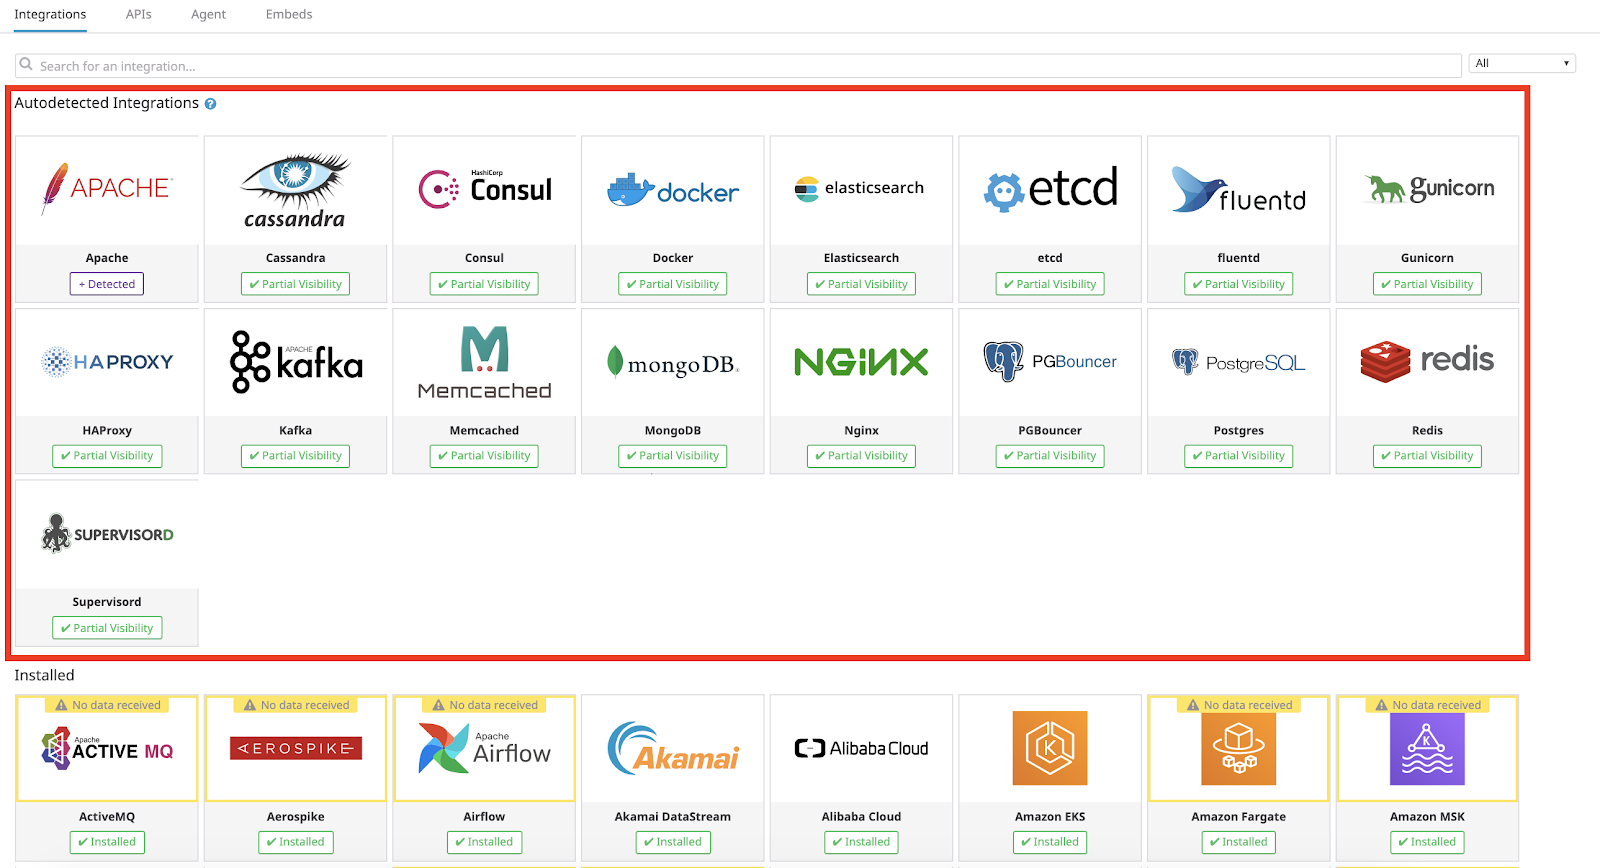 Integrations APIs Agent Embeds
Search for an integration...
All
Autodetected Integrations ?
APACHE
cassandra
HashiCorp
Consul
docker
elasticsearch
etcd
fluentd
gunicorn
Apache Cassandra Consul Docker Elasticsearch etcd fluentd Gunicorn
+ Detected ✔ Partial Visibility ✔ Partial Visibility ✔ Partial Visibility ✔ Partial Visibility ✔ Partial Visibility ✔ Partial Visibility ✔ Partial Visibility
HAPROXY
APACHE
kafka
Memcached
mongoDB®
NGiNX
PGBouncer
PostgreSQL
redis
HAProxy Kafka Memcached MongoDB Nginx PGBouncer Postgres Redis
✔ Partial Visibility ✔ Partial Visibility ✔ Partial Visibility ✔ Partial Visibility ✔ Partial Visibility ✔ Partial Visibility ✔ Partial Visibility ✔ Partial Visibility
SUPERVISORD
Supervisord
✔ Partial Visibility
Installed
No data received No data received No data received No data received No data received
Apache
ACTIVE MQ
AEROSPIKE
Apache
Airflow
Akamai
Alibaba Cloud
K
K
ActiveMQ Aerospike Airflow Akamai DataStream Alibaba Cloud Amazon EKS Amazon Fargate Amazon MSK
✔ Installed ✔ Installed ✔ Installed ✔ Installed ✔ Installed ✔ Installed ✔ Installed ✔ Installed